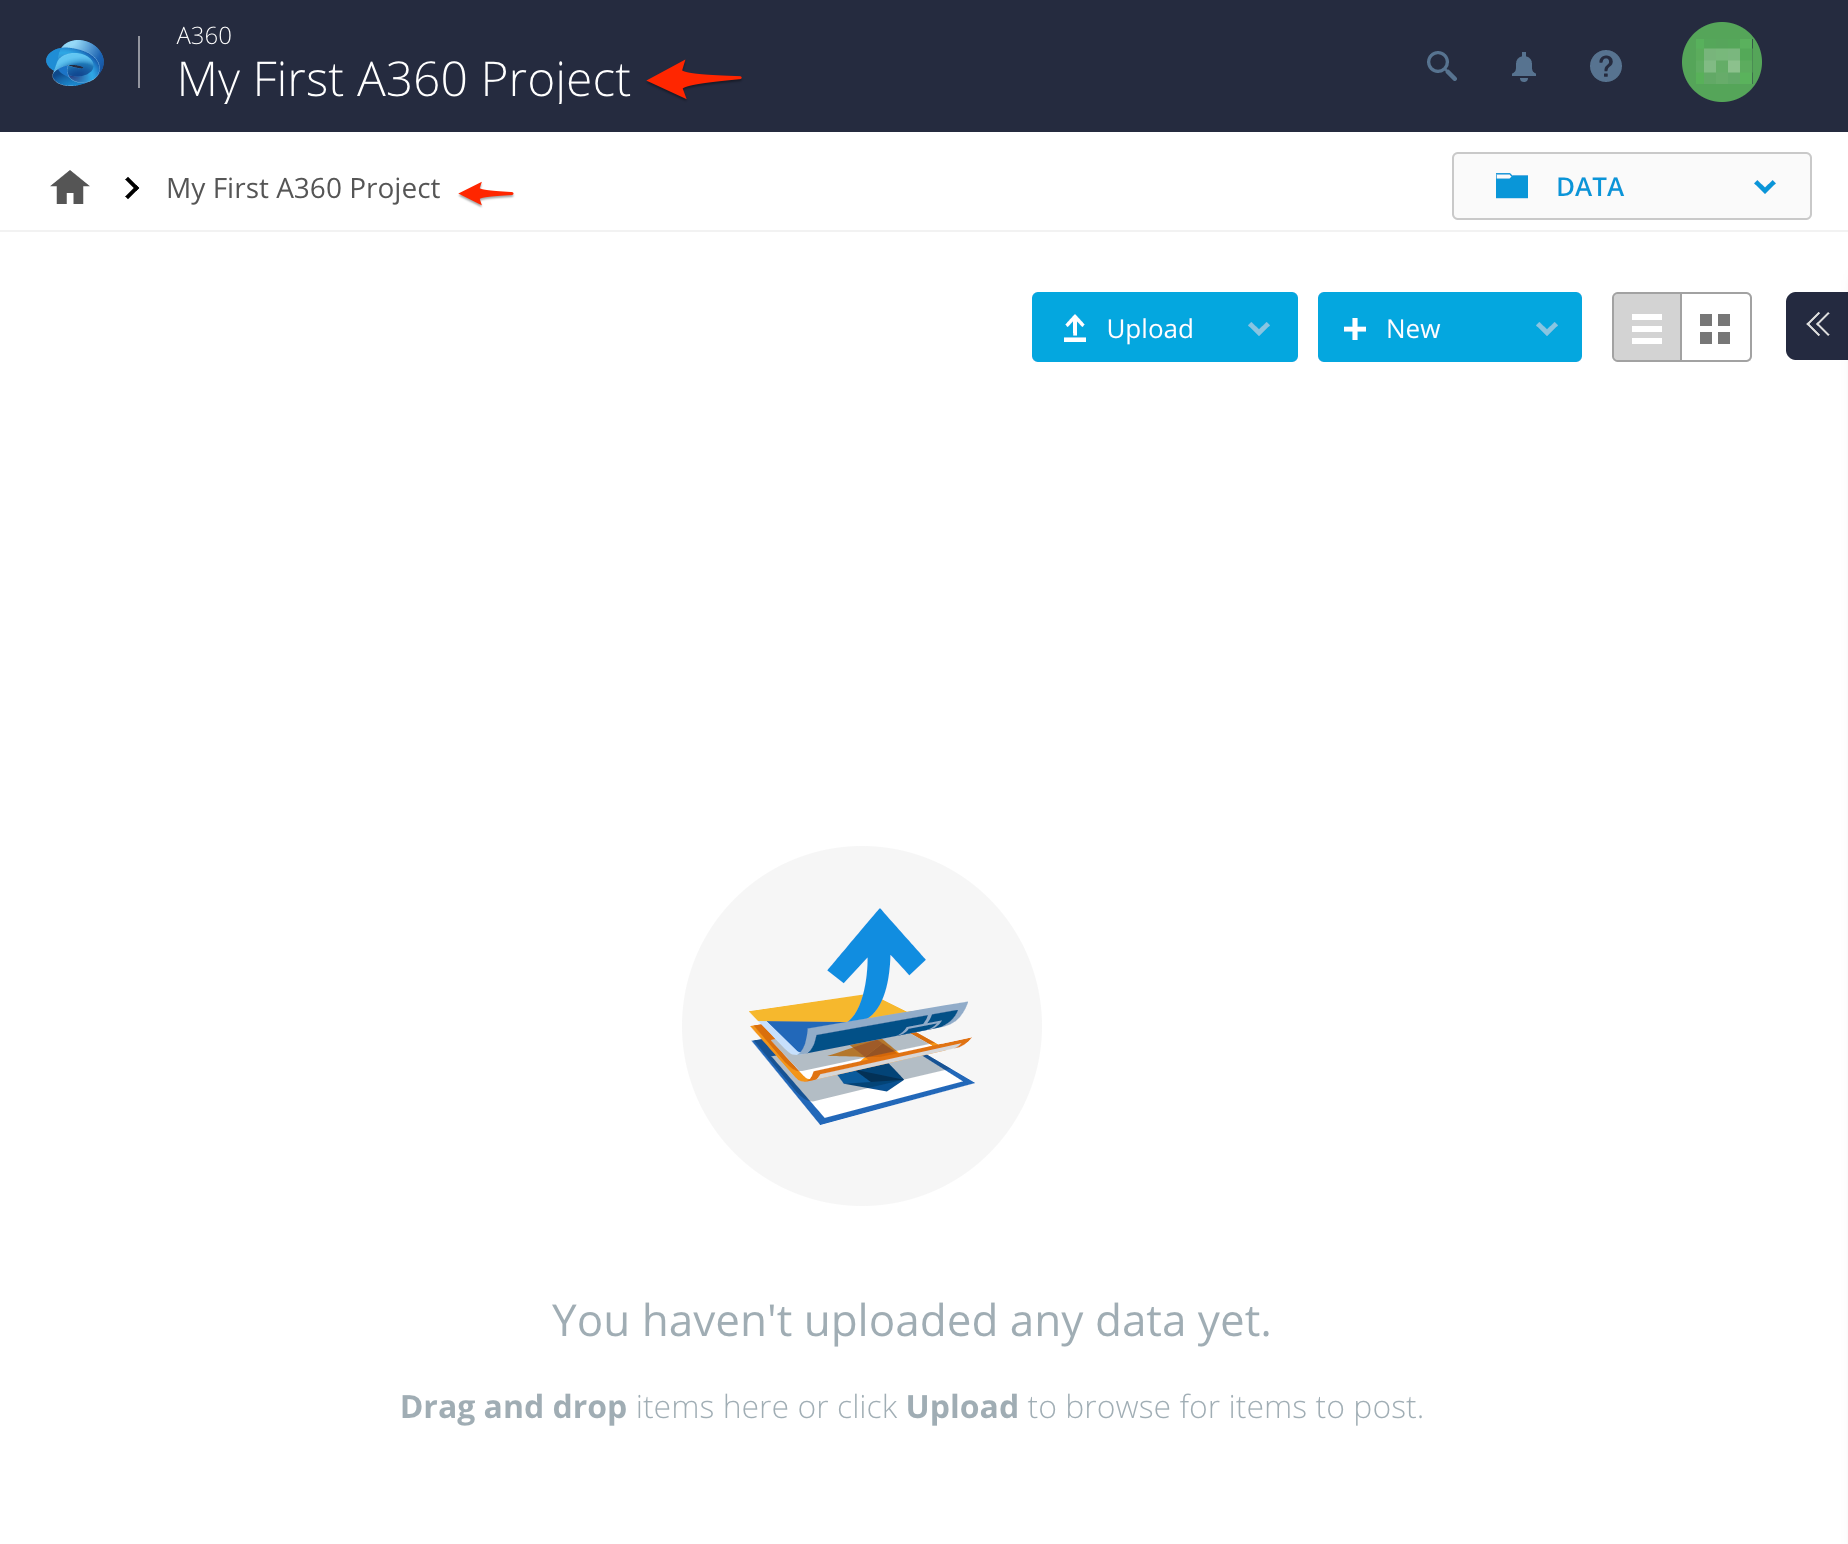 A360
My First A360 Project
My First A360 Project
DATA
Upload
New
You haven't uploaded any data yet.
Drag and drop items here or click Upload to browse for items to post.